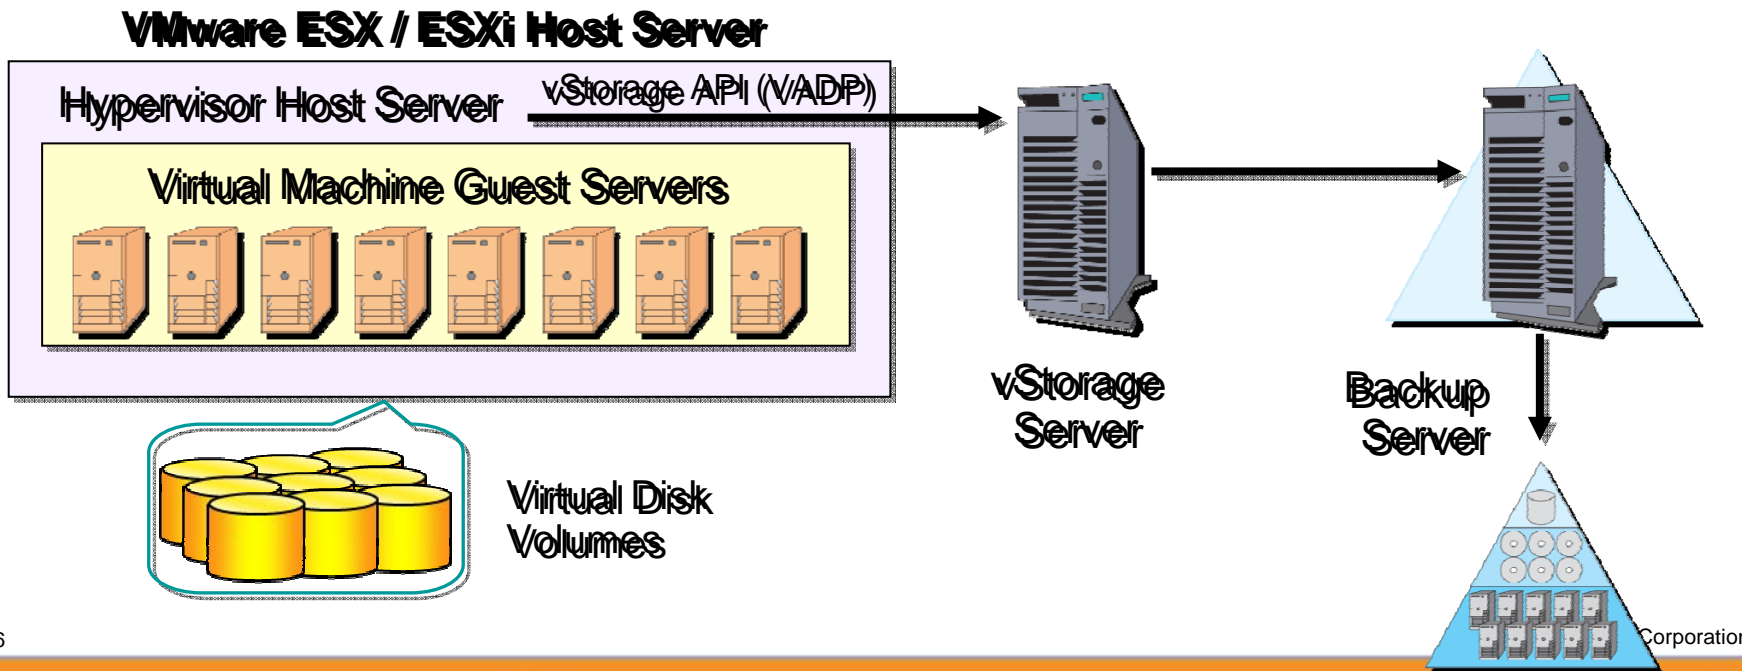 VMware ESX / ESXi Host Server
Hypervisor Host Server
vStorage API (VADP)
Virtual Machine Guest Servers
vStorage
Server
Backup
Server
Virtual Disk
Volumes
6
Corporation